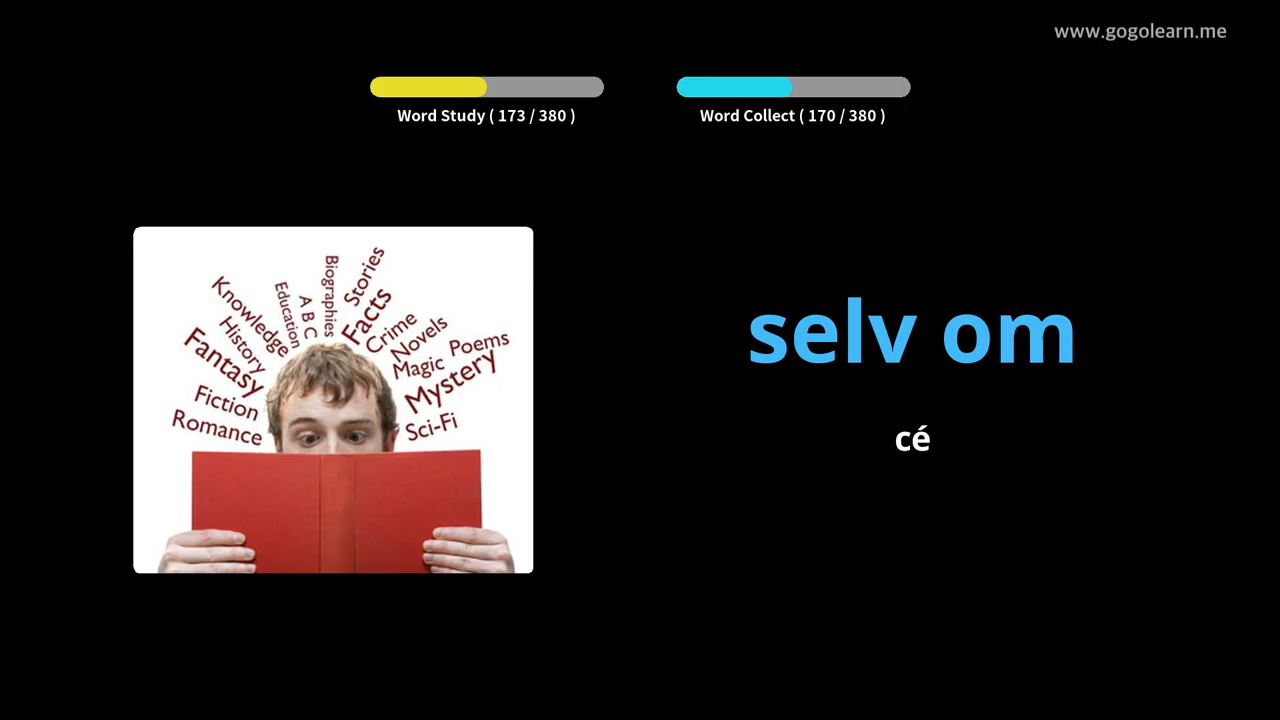 www.gogolearn.me
Word Study ( 173 / 380 )
Word Collect ( 170 / 380 )
Stories
Biographies
Facts
A B C
Education
Knowledge
Crime
Novels
History
Poems
Magic
Fantasy
Mystery
Fiction
Sci-Fi
Romance
selv om
cé